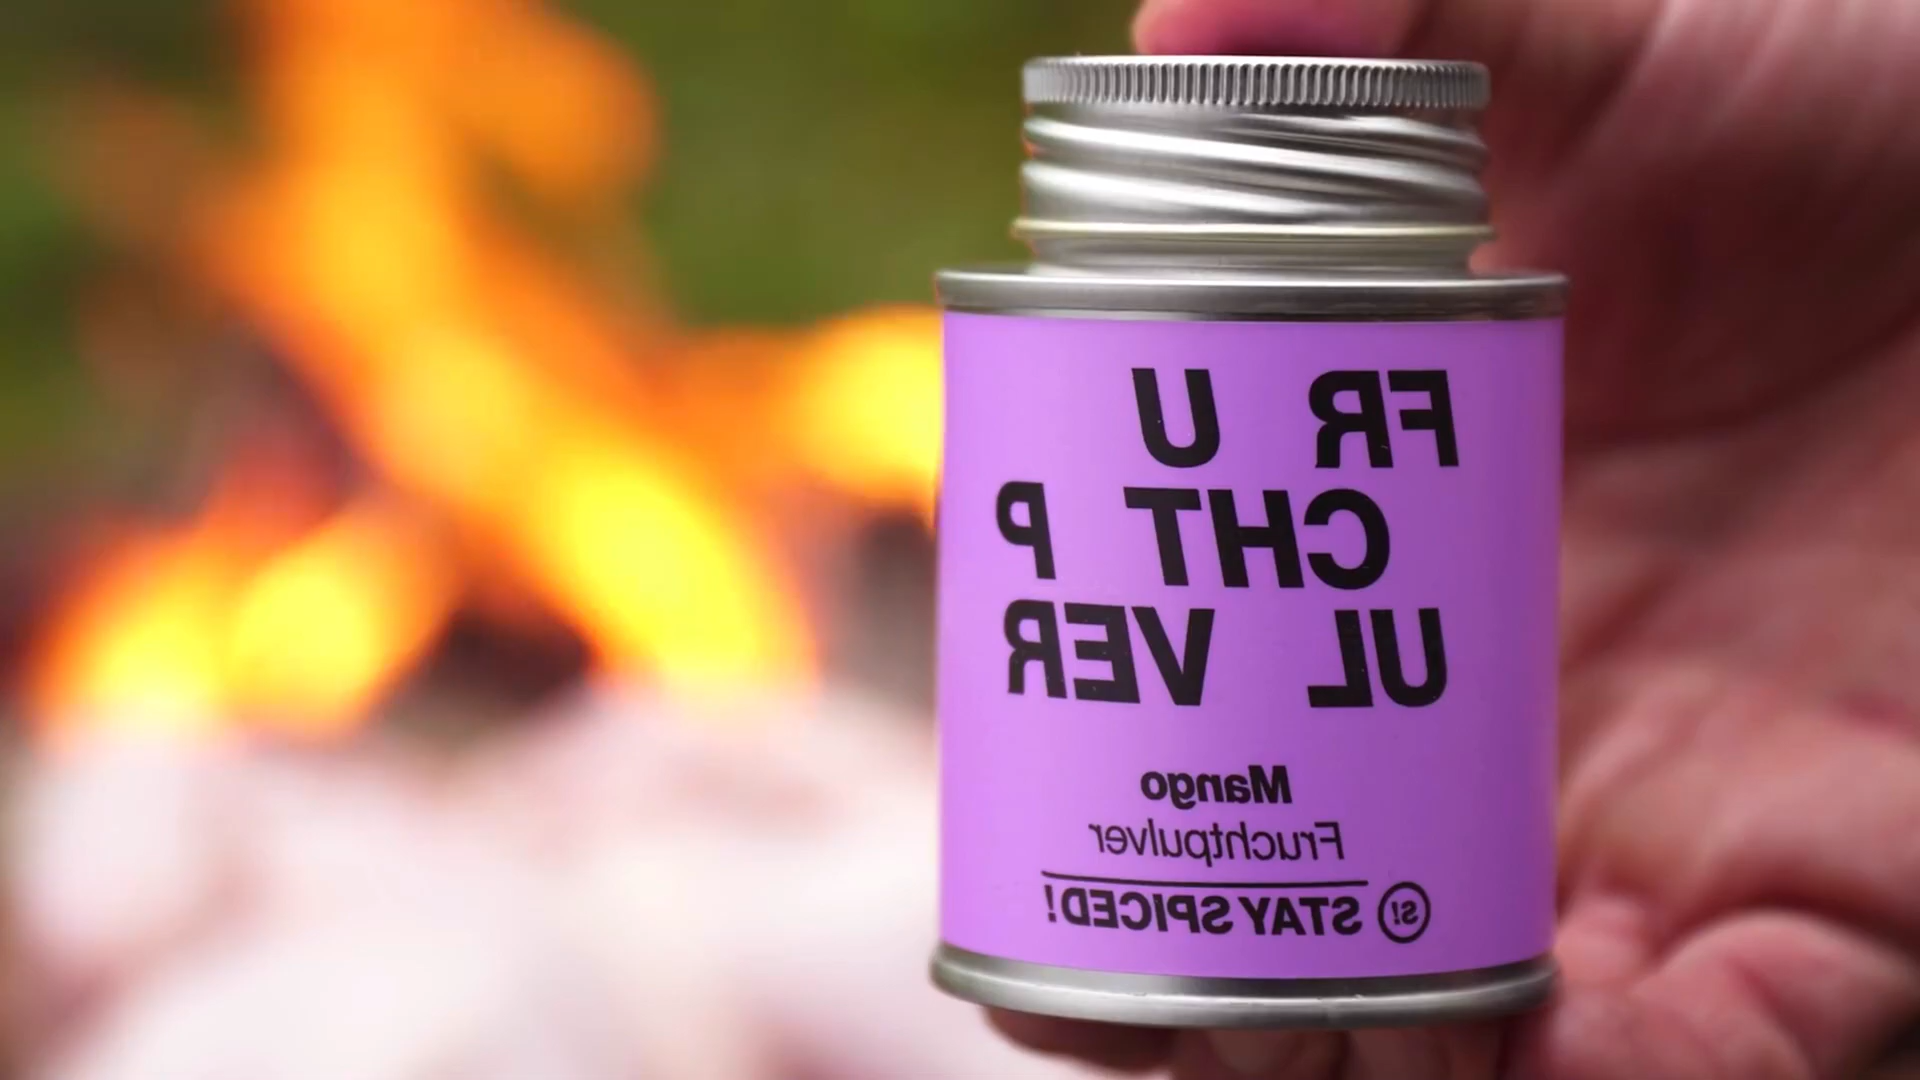 FR U
CHT P
UL VER
Mango
Fruchtpulver
S! STAY SPICED!